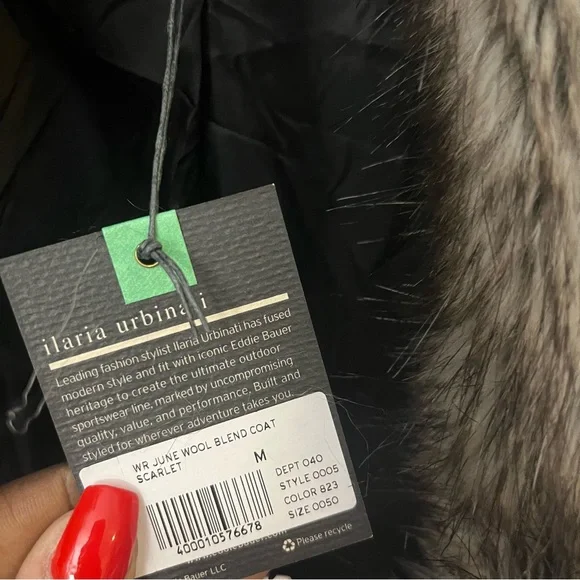 ilaria urbinati
Leading fashion stylist Ilaria Urbinati has fused
modern style and fit with iconic Eddie Bauer
heritage to create the ultimate outdoor
sportswear line, marked by uncompromising
quality, value, and performance. Built and
styled for wherever adventure takes you.
WR JUNE WOOL BLEND COAT
SCARLET
M
DEPT 040
STYLE 0005
COLOR 823
SIZE 0050
400010576678
Please recycle
Bauer LLC